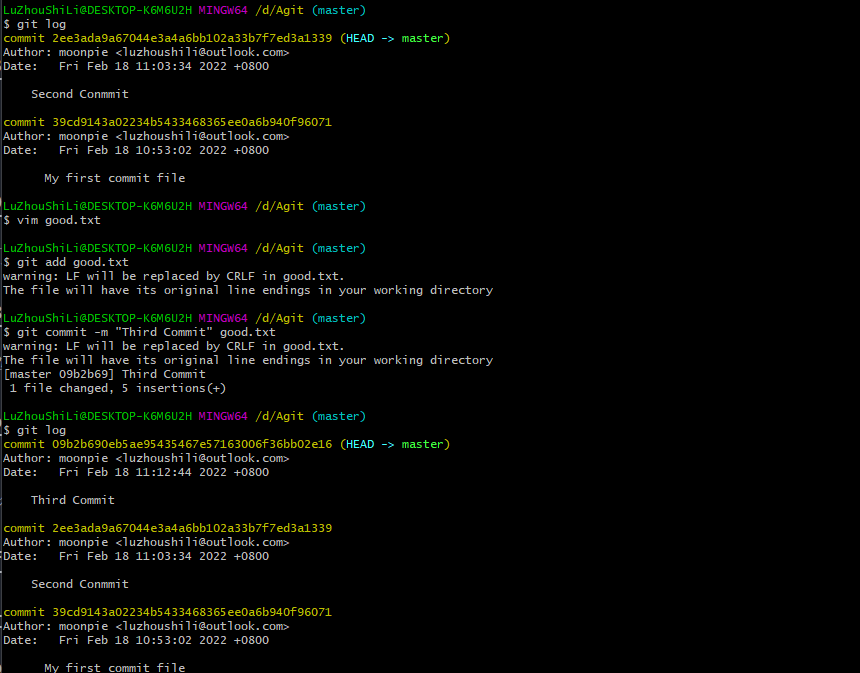 LuZhouShiLi@DESKTOP-K6M6U2H MINGW64 /d/Agit (master)
$ git log
commit 2ee3ada9a67044e3a4a6bb102a33b7f7ed3a1339 (HEAD -> master)
Author: moonpie <luzhoushili@outlook.com>
Date:   Fri Feb 18 11:03:34 2022 +0800

    Second Conmmit

commit 39cd9143a02234b5433468365ee0a6b940f96071
Author: moonpie <luzhoushili@outlook.com>
Date:   Fri Feb 18 10:53:02 2022 +0800

      My first commit file

LuZhouShiLi@DESKTOP-K6M6U2H MINGW64 /d/Agit (master)
$ vim good.txt

LuZhouShiLi@DESKTOP-K6M6U2H MINGW64 /d/Agit (master)
$ git add good.txt
warning: LF will be replaced by CRLF in good.txt.
The file will have its original line endings in your working directory

LuZhouShiLi@DESKTOP-K6M6U2H MINGW64 /d/Agit (master)
$ git commit -m "Third Commit" good.txt
warning: LF will be replaced by CRLF in good.txt.
The file will have its original line endings in your working directory
[master 09b2b69] Third Commit
 1 file changed, 5 insertions(+)

LuZhouShiLi@DESKTOP-K6M6U2H MINGW64 /d/Agit (master)
$ git log
commit 09b2b690eb5ae95435467e57163006f36bb02e16 (HEAD -> master)
Author: moonpie <luzhoushili@outlook.com>
Date:   Fri Feb 18 11:12:44 2022 +0800

    Third Commit

commit 2ee3ada9a67044e3a4a6bb102a33b7f7ed3a1339
Author: moonpie <luzhoushili@outlook.com>
Date:   Fri Feb 18 11:03:34 2022 +0800

    Second Conmmit

commit 39cd9143a02234b5433468365ee0a6b940f96071
Author: moonpie <luzhoushili@outlook.com>
Date:   Fri Feb 18 10:53:02 2022 +0800

      My first commit file